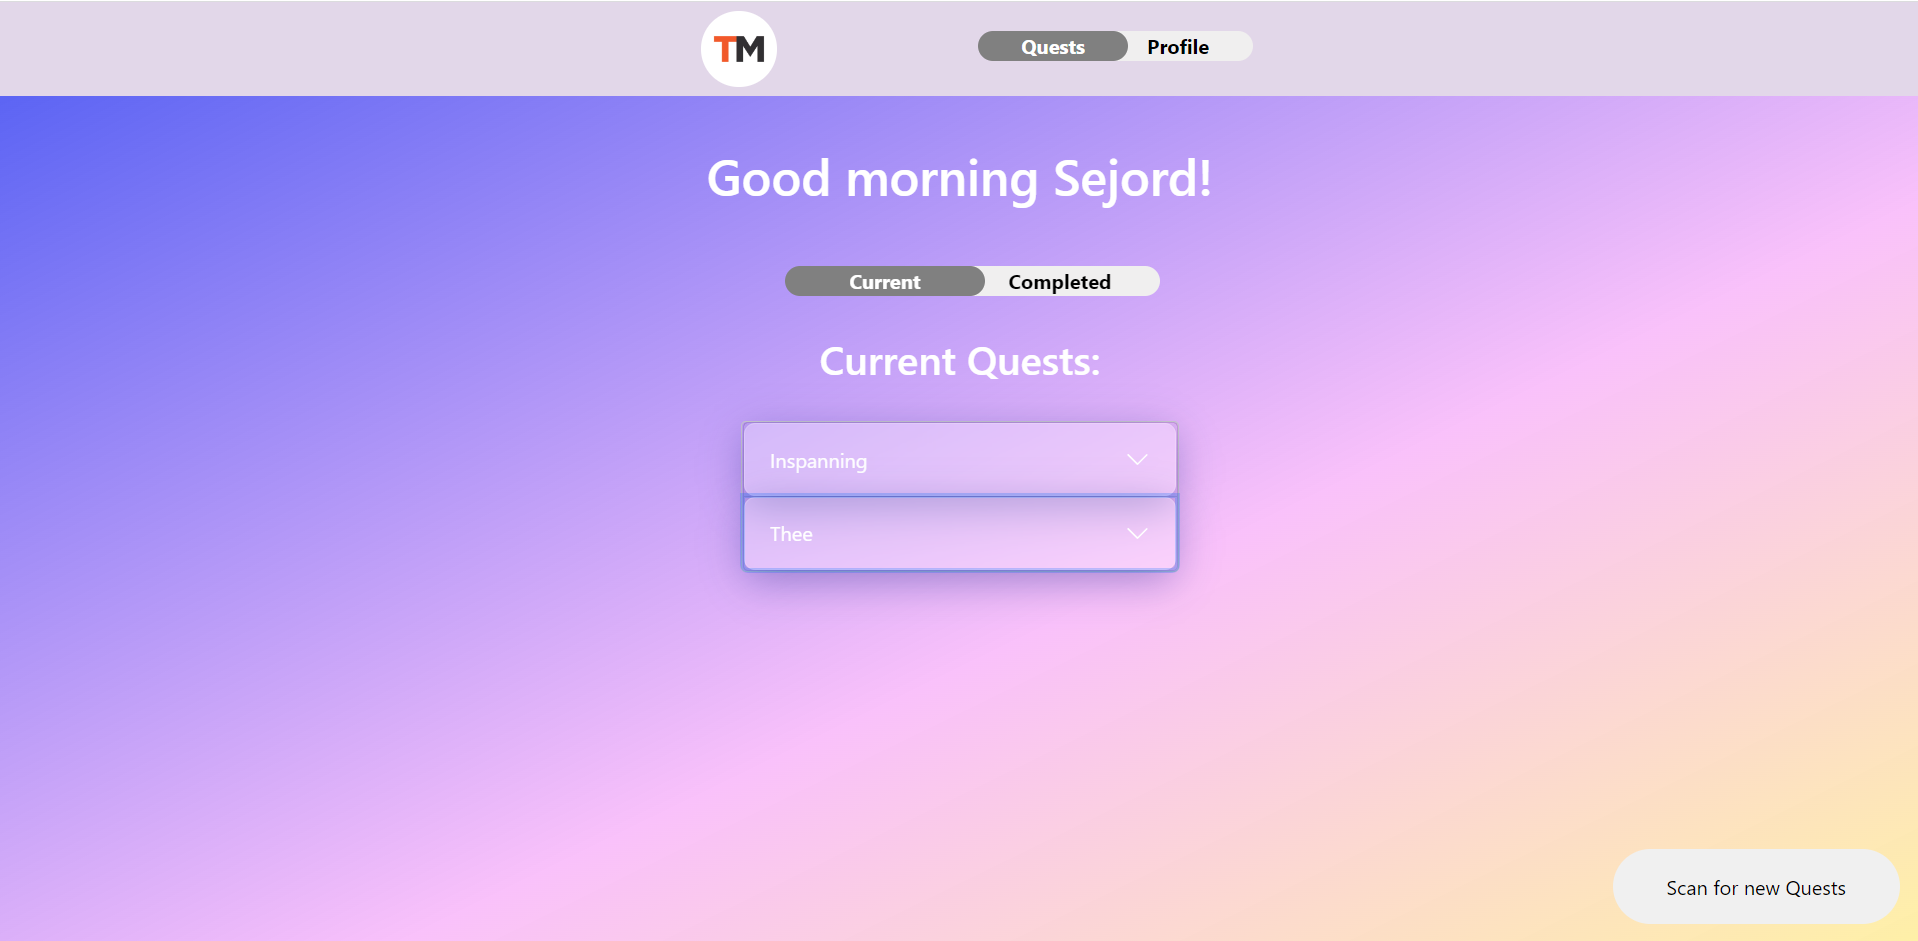 TM
Quests Profile
Good morning Sejord!
Current Completed
Current Quests:
Inspanning
Thee
Scan for new Quests